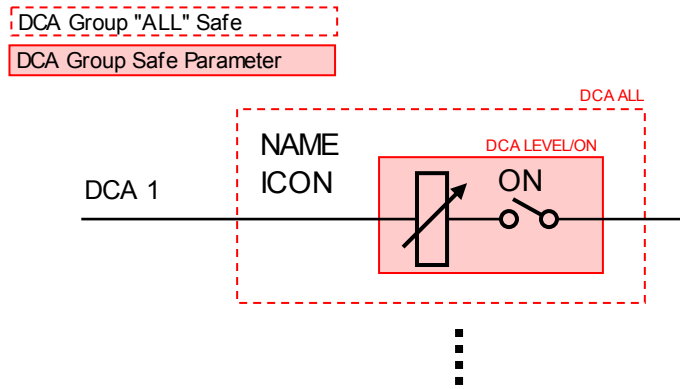 DCA Group "ALL" Safe
DCA Group Safe Parameter
DCA ALL
NAME
ICON
DCA LEVEL/ON
ON
DCA 1